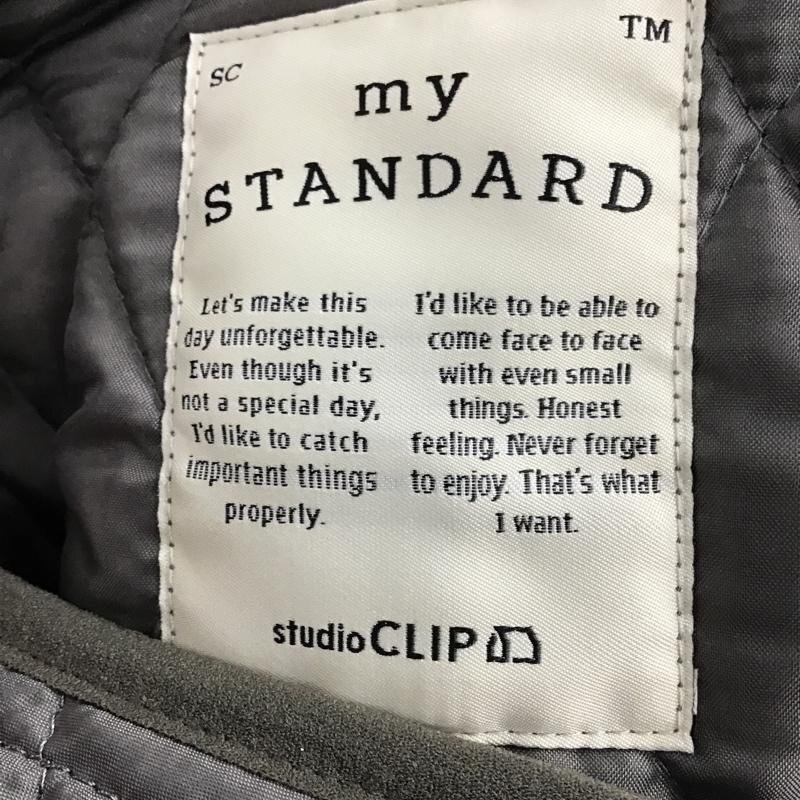 TM
SC
my
STANDARD
Let's make this
day unforgettable.
Even though it's
not a special day,
I'd like to catch
important things
properly.
I'd like to be able to
come face to face
with even small
things. Honest
feeling. Never forget
to enjoy. That's what
I want.
studio CLIP